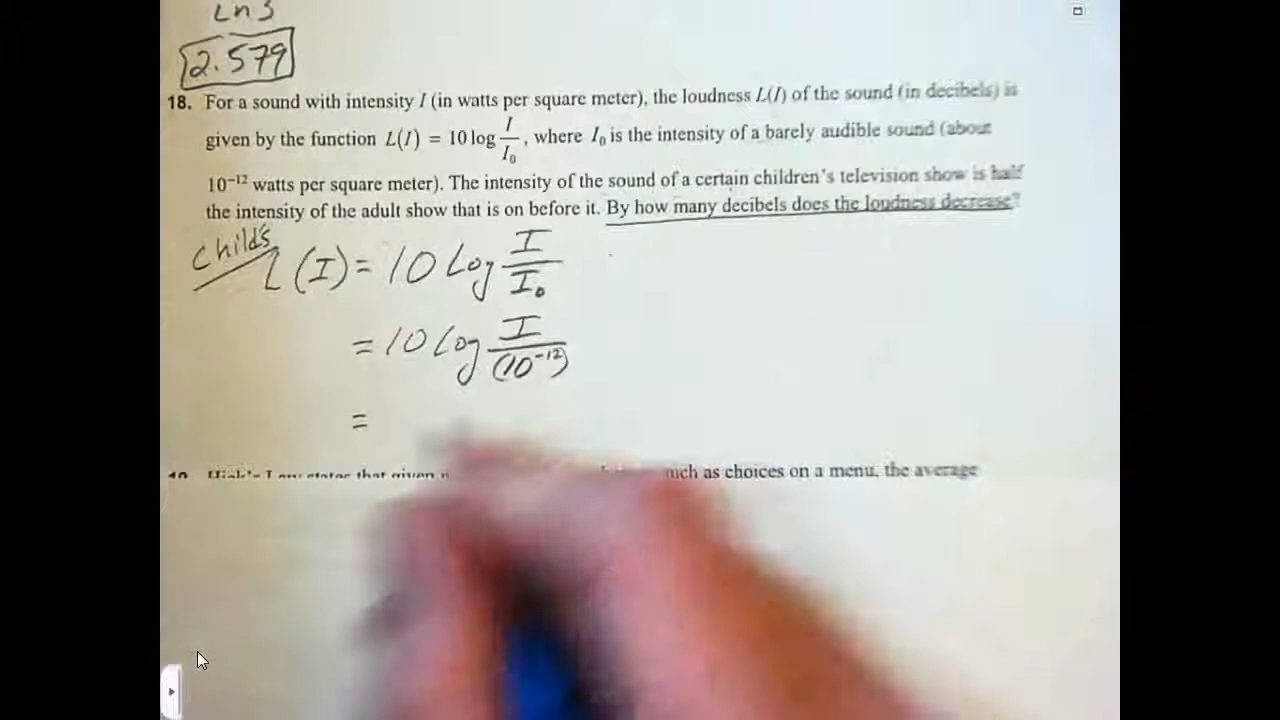 Ln 3
2.579
18. For a sound with intensity I (in watts per square meter), the loudness L(I) of the sound (in decibels) is
given by the function L(I) = 10 log I/I₀, where I₀ is the intensity of a barely audible sound (about
10⁻¹² watts per square meter). The intensity of the sound of a certain children's television show is half
the intensity of the adult show that is on before it. By how many decibels does the loudness decrease?
Child's
L(I) = 10 Log I/I₀
= 10 Log I/(10⁻¹²)
=
such as choices on a menu, the average